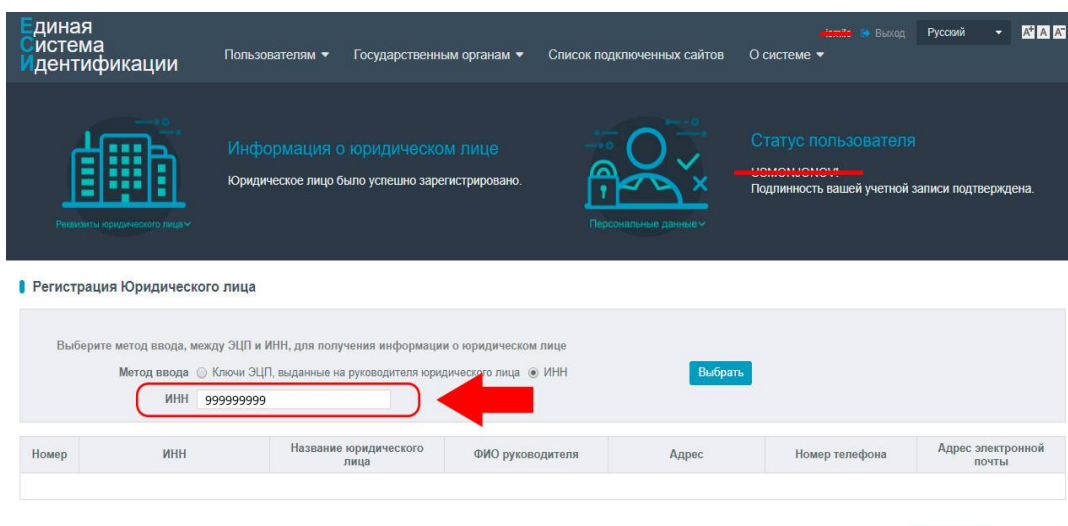 Единая
Система
Идентификации
Пользователям
Государственным органам
Список подключенных сайтов
О системе
Выход
Русский
A+ A A-
Информация о юридическом лице
Юридическое лицо было успешно зарегистрировано.
Реквизиты юридического лица
Статус пользователя
Подлинность вашей учетной записи подтверждена.
Персональные данные
Регистрация Юридического лица
Выберите метод ввода, между ЭЦП и ИНН, для получения информации о юридическом лице
Метод ввода Ключи ЭЦП, выданные на руководителя юридического лица ИНН
Выбрать
ИНН 999999999
Номер
ИНН
Название юридического
лица
ФИО руководителя
Адрес
Номер телефона
Адрес электронной
почты